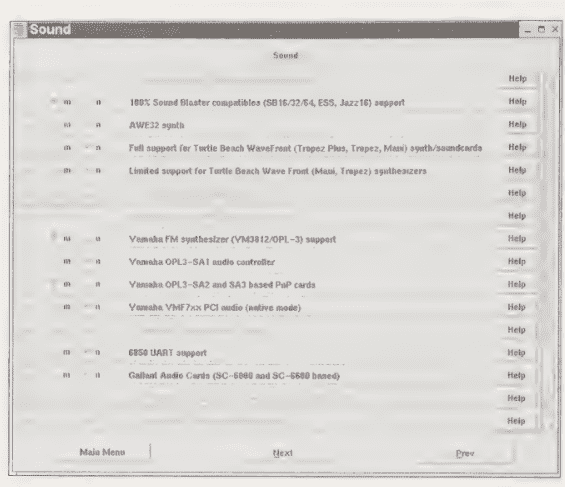 Sound
Sound
Help
m n 100% Sound Blaster compatibles (SB16/32/64, ESS, Jazz16) support Help
m n AWE32 synth Help
m n Full support for Turtle Beach WaveFront (Tropez Plus, Tropez, Maui) synth/soundcards Help
m n Limited support for Turtle Beach Wave Front (Maui, Tropez) synthesizers Help
Help
Help
m n Yamaha FM synthesizer (YM3812/OPL-3) support Help
m n Yamaha OPL3-SA1 audio controller Help
m n Yamaha OPL3-SA2 and SA3 based PnP cards Help
m n Yamaha YMF7xx PCI audio (native mode) Help
Help
m n 6850 UART support Help
m n Gallant Audio Cards (SC-6000 and SC-6600 based) Help
Help
Help
Main Menu Next Prev